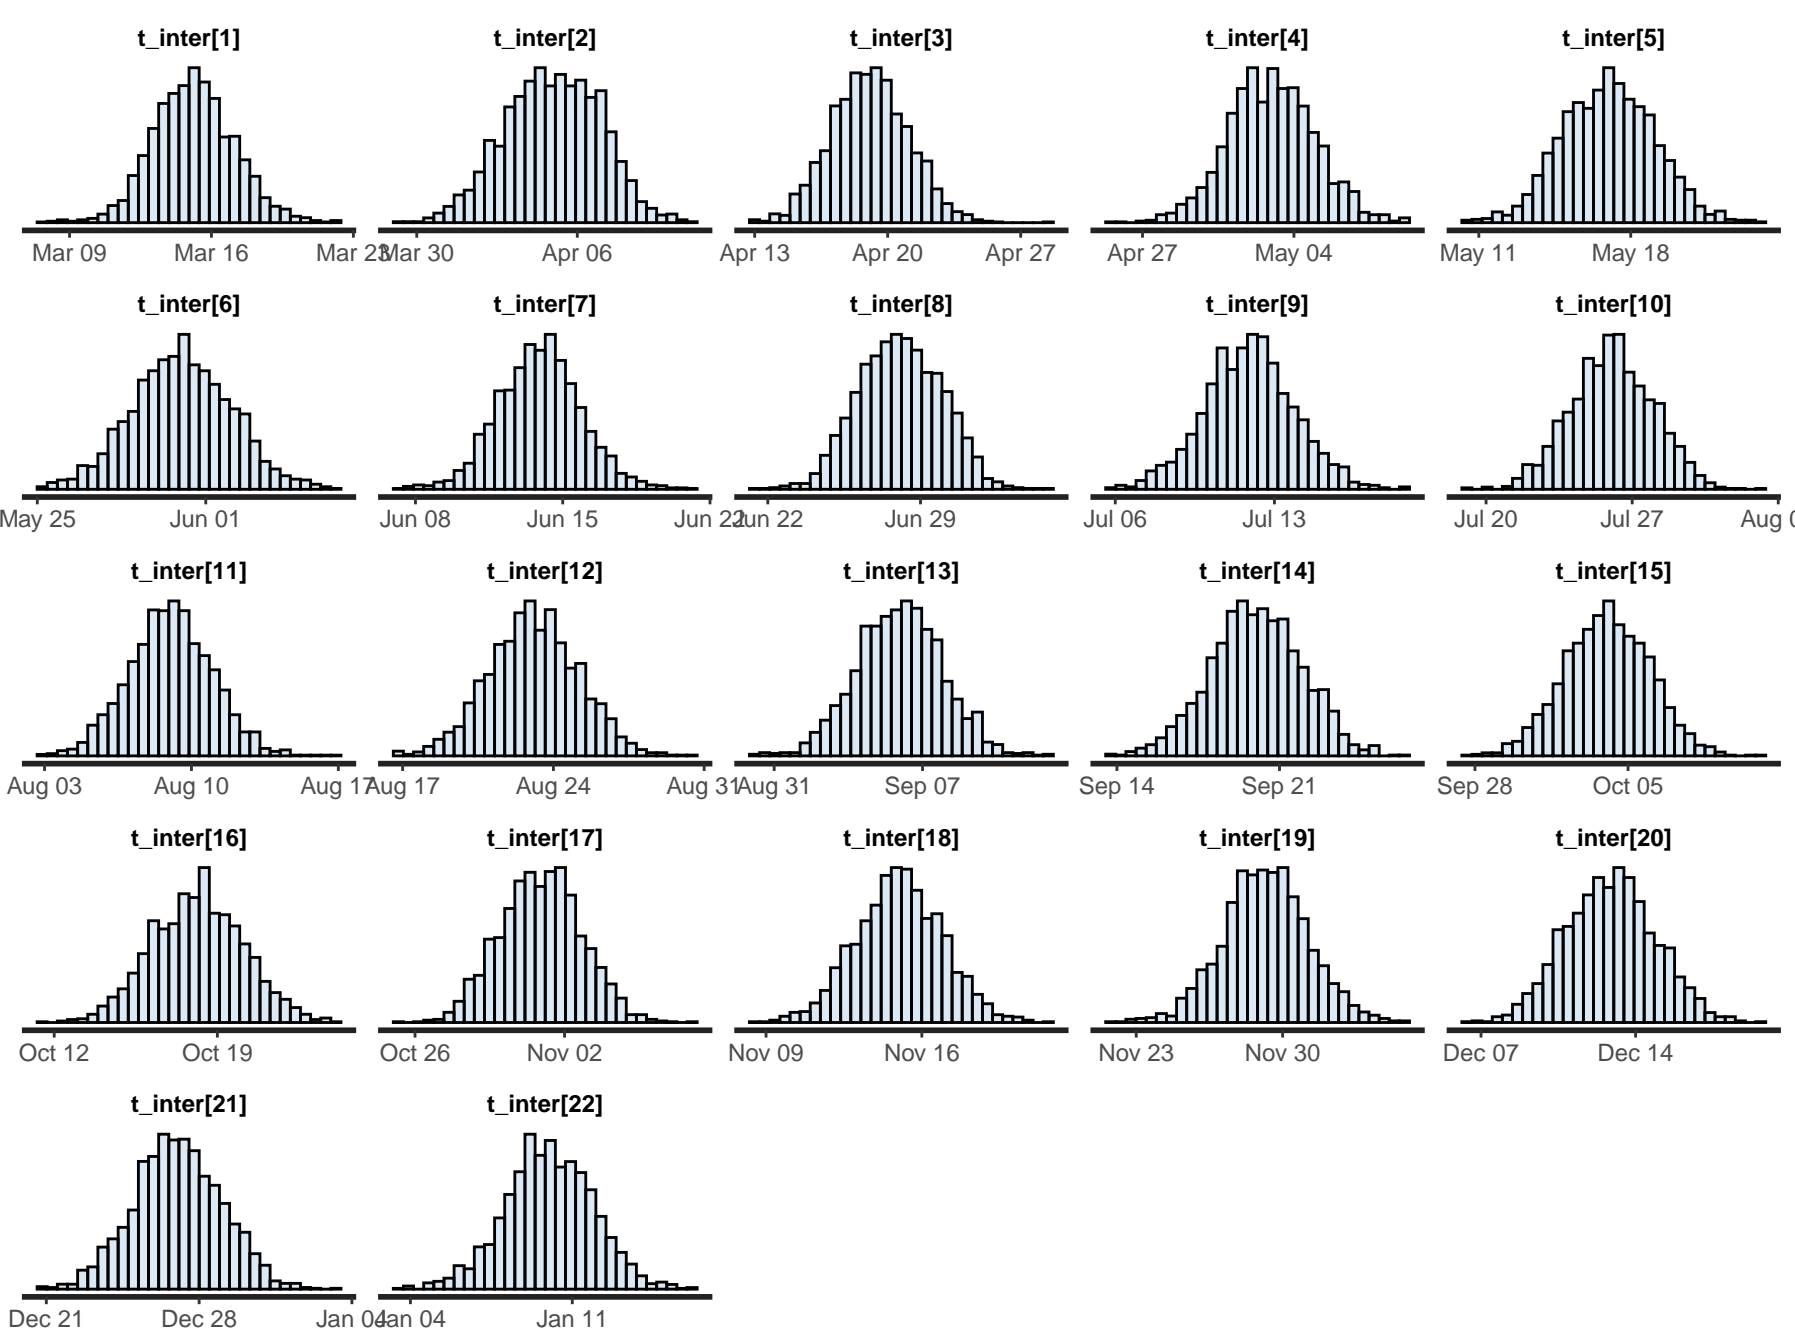 t_inter[1] t_inter[2] t_inter[3] t_inter[4] t_inter[5]
Mar 09 Mar 16 Mar 23 Mar 30 Apr 06 Apr 13 Apr 20 Apr 27 Apr 27 May 04 May 11 May 18
t_inter[6] t_inter[7] t_inter[8] t_inter[9] t_inter[10]
May 25 Jun 01 Jun 08 Jun 15 Jun 22 Jun 22 Jun 29 Jul 06 Jul 13 Jul 20 Jul 27 Aug
t_inter[11] t_inter[12] t_inter[13] t_inter[14] t_inter[15]
Aug 03 Aug 10 Aug 17 Aug 17 Aug 24 Aug 31 Aug 31 Sep 07 Sep 14 Sep 21 Sep 28 Oct 05
t_inter[16] t_inter[17] t_inter[18] t_inter[19] t_inter[20]
Oct 12 Oct 19 Oct 26 Nov 02 Nov 09 Nov 16 Nov 23 Nov 30 Dec 07 Dec 14
t_inter[21] t_inter[22]
Dec 21 Dec 28 Jan 04 Jan 04 Jan 11